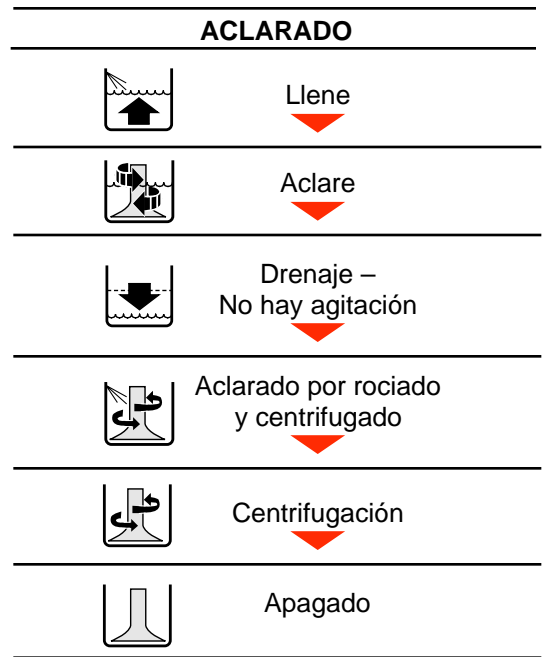 ACLARADO
Llene
Aclare
Drenaje –
No hay agitación
Aclarado por rociado
y centrifugado
Centrifugación
Apagado